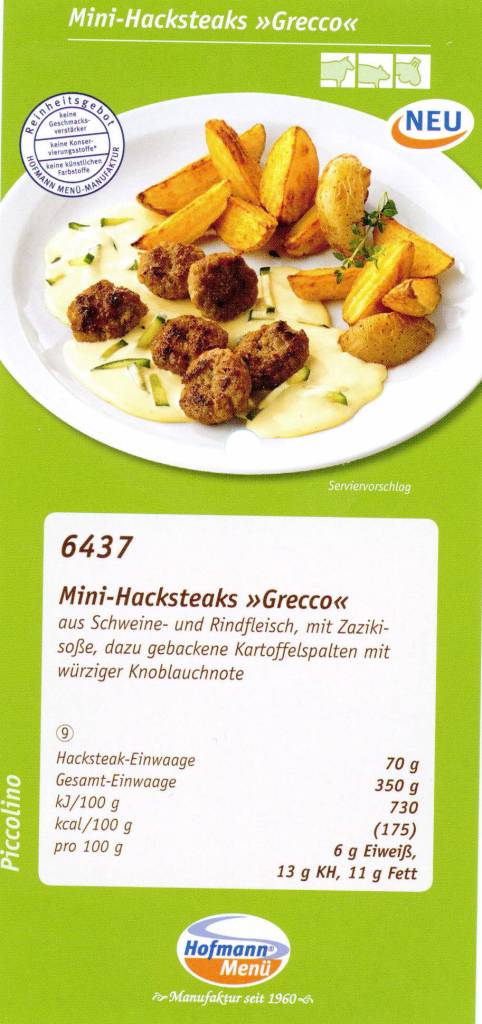 Mini-Hacksteaks »Grecco«
Reinheitsgebot
keine
Geschmacks-
verstärker
keine Konser-
vierungsstoffe*
keine künstlichen
Farbstoffe
HOFMANN MENÜ-MANUFAKTUR
NEU
Serviervorschlag
6437
Mini-Hacksteaks »Grecco«
aus Schweine- und Rindfleisch, mit Zaziki-
soße, dazu gebackene Kartoffelspalten mit
würziger Knoblauchnote
9
Hacksteak-Einwaage 70 g
Gesamt-Einwaage 350 g
kJ/100 g 730
kcal/100 g (175)
pro 100 g 6 g Eiweiß,
13 g KH, 11 g Fett
Piccolino
Hofmann®
Menü
Manufaktur seit 1960